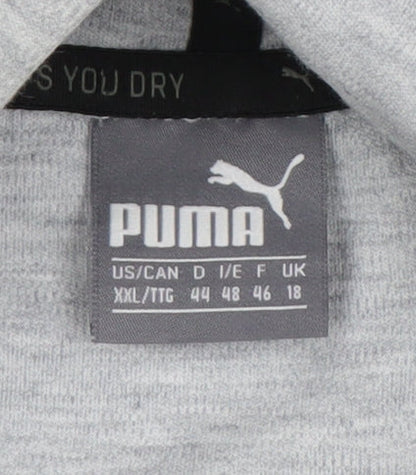 S YOU DRY
PUMA
US/CAN D I/E F UK
XXL/TTG 44 48 46 18